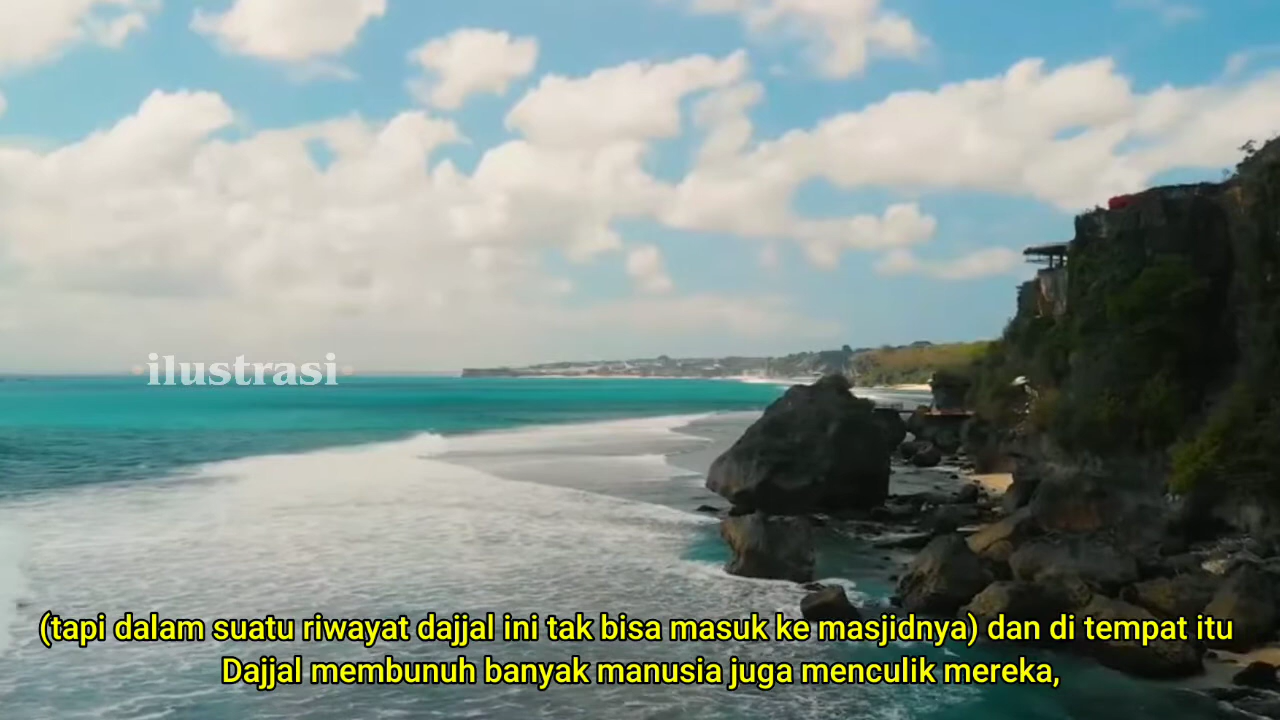 ilustrasi
(tapi dalam suatu riwayat dajjal ini tak bisa masuk ke masjidnya) dan di tempat itu
Dajjal membunuh banyak manusia juga menculik mereka,